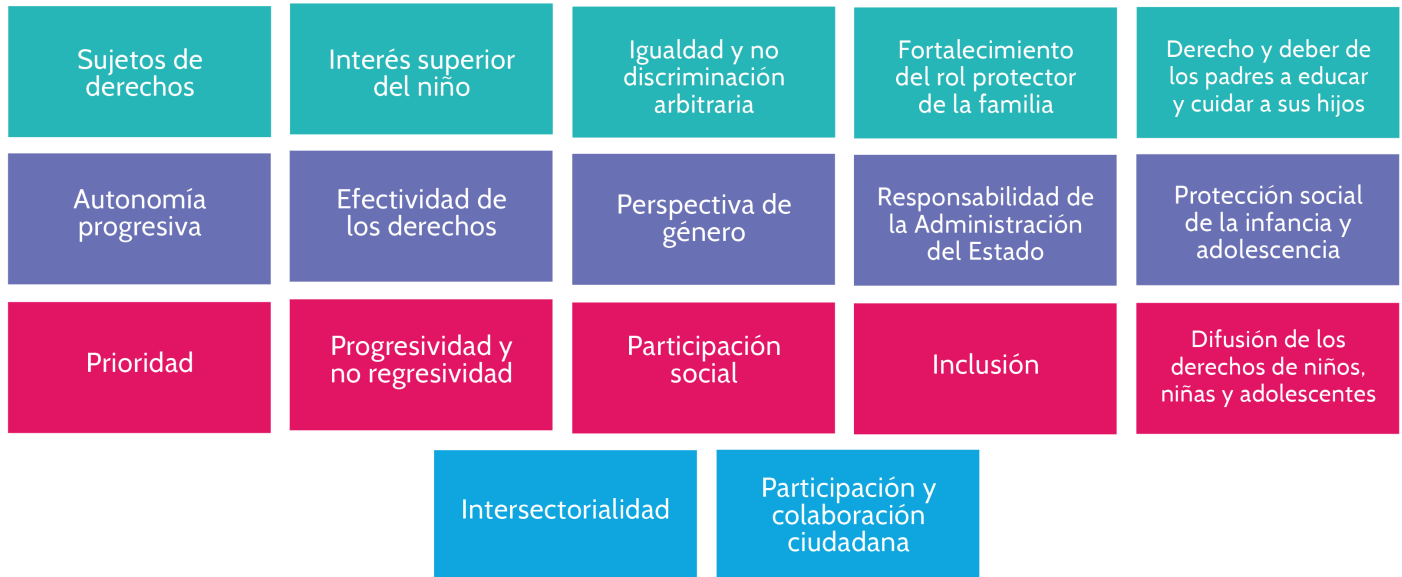 Sujetos de
derechos
Interés superior
del niño
Igualdad y no
discriminación
arbitraria
Fortalecimiento
del rol protector
de la familia
Derecho y deber de
los padres a educar
y cuidar a sus hijos
Autonomía
progresiva
Efectividad de
los derechos
Perspectiva de
género
Responsabilidad de
la Administración
del Estado
Protección social
de la infancia y
adolescencia
Prioridad
Progresividad y
no regresividad
Participación
social
Inclusión
Difusión de los
derechos de niños,
niñas y adolescentes
Intersectorialidad
Participación y
colaboración
ciudadana